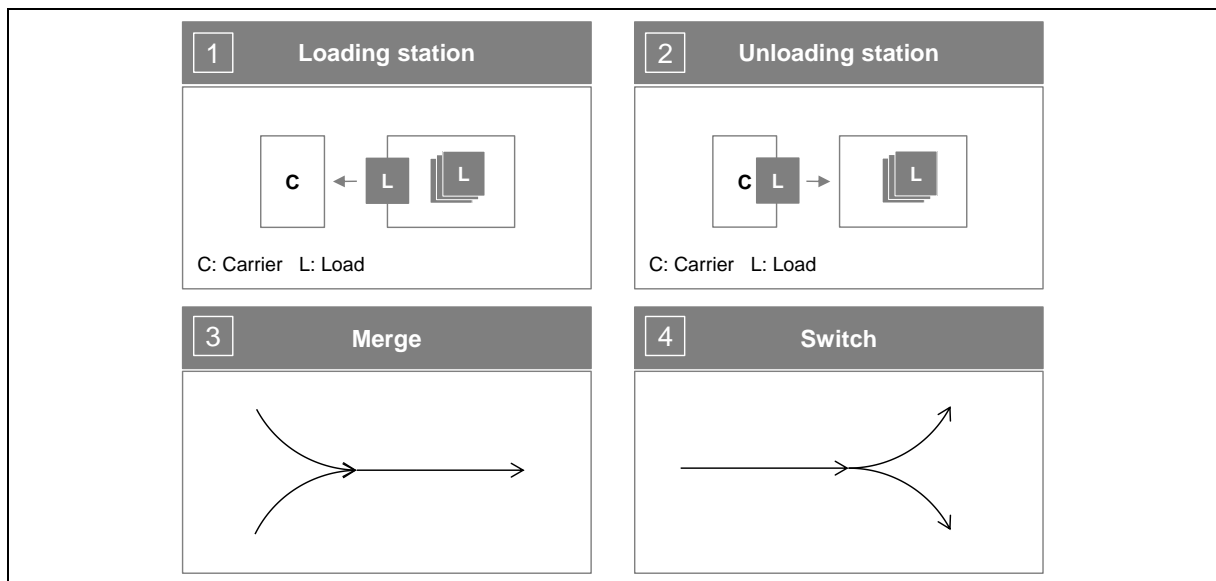 1 Loading station
C L L
C: Carrier L: Load
2 Unloading station
C L L
C: Carrier L: Load
3 Merge
4 Switch